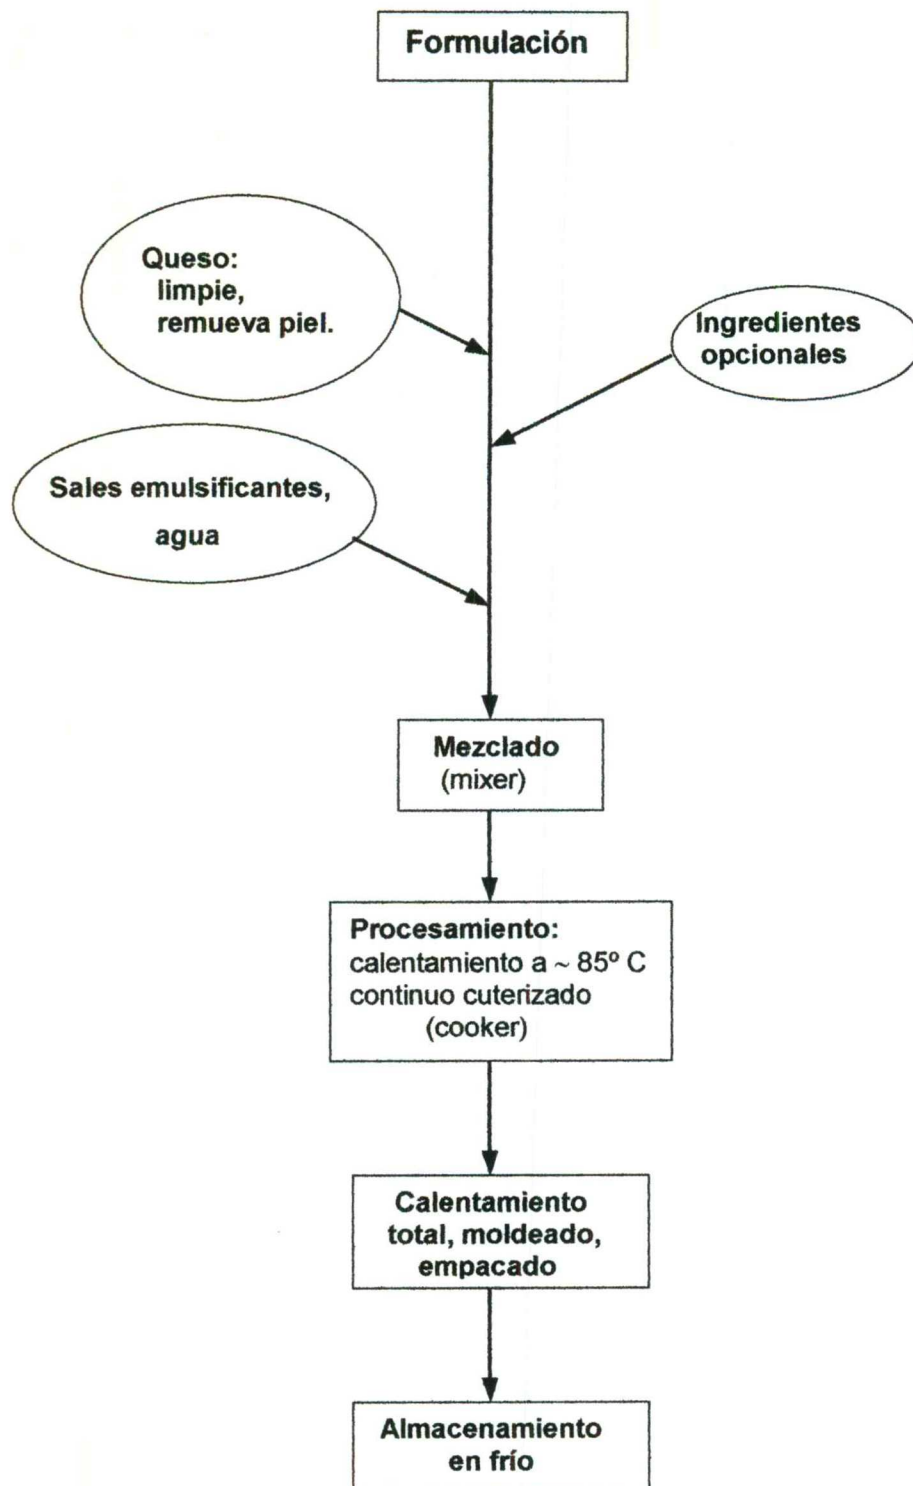 Formulación
Queso:
limpie,
remueva piel.
Ingredientes
opcionales
Sales emulsificantes,
agua
Mezclado
(mixer)
Procesamiento:
calentamiento a ~ 85º C
continuo cuterizado
(cooker)
Calentamiento
total, moldeado,
empacado
Almacenamiento
en frío